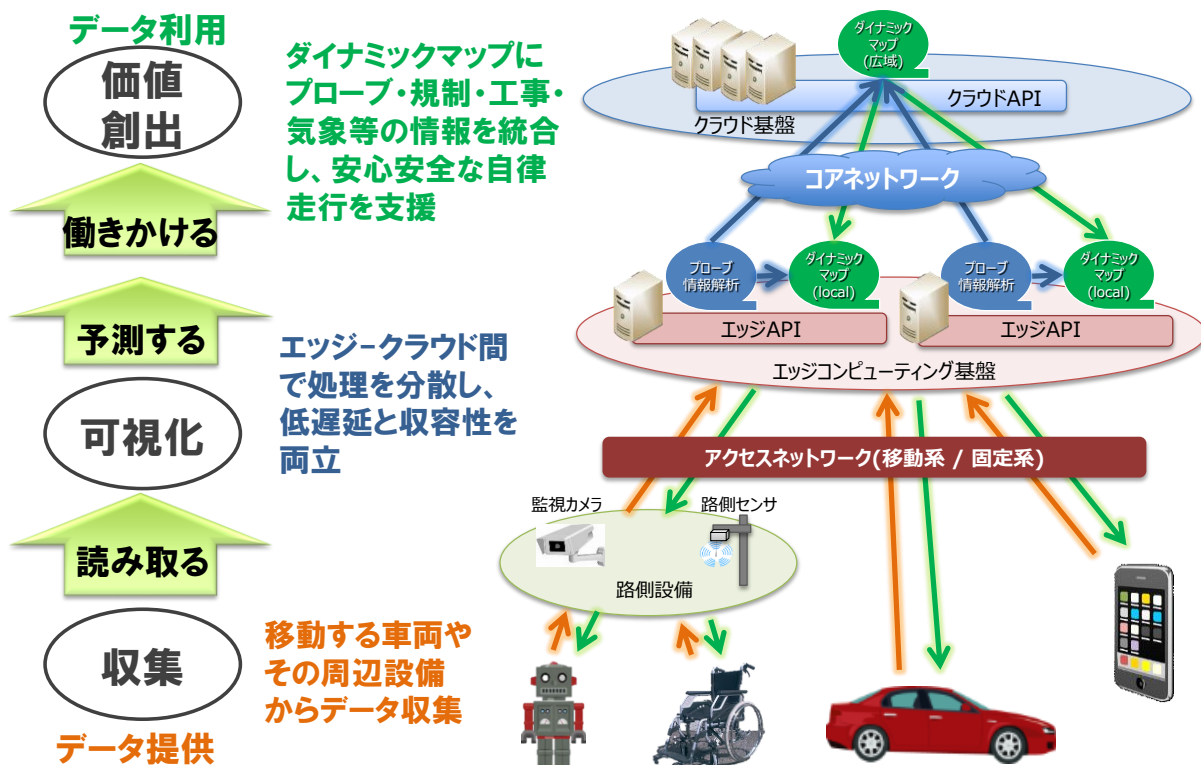 データ利用
価値
創出
働きかける
予測する
可視化
読み取る
収集
データ提供
ダイナミックマップに
プローブ・規制・工事・
気象等の情報を統合
し、安心安全な自律
走行を支援
エッジ-クラウド間
で処理を分散し、
低遅延と収容性を
両立
移動する車両や
その周辺設備
からデータ収集
ダイナミック
マップ
(広域)
クラウドAPI
クラウド基盤
コアネットワーク
プローブ
情報解析
ダイナミック
マップ
(local)
プローブ
情報解析
ダイナミック
マップ
(local)
エッジAPI
エッジAPI
エッジコンピューティング基盤
アクセスネットワーク(移動系 / 固定系)
監視カメラ
路側センサ
路側設備